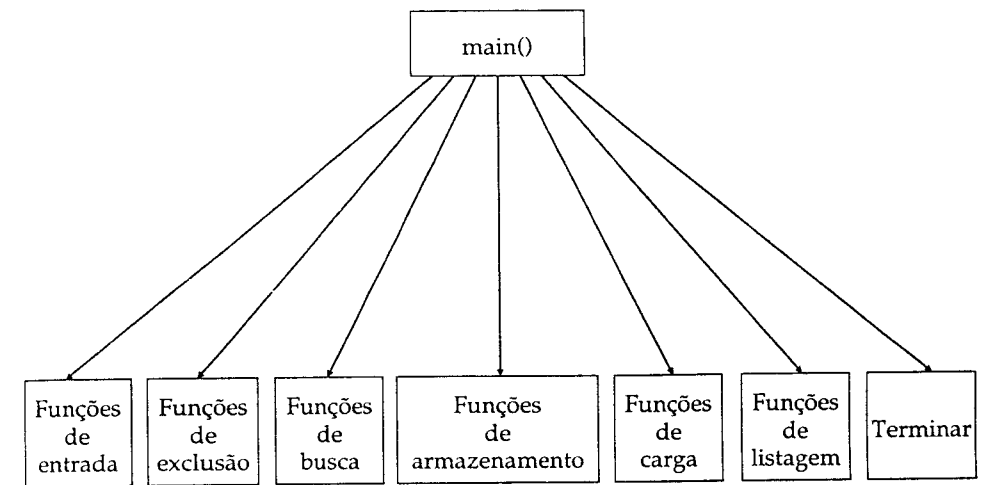 main()
Funções
de
entrada
Funções
de
exclusão
Funções
de
busca
Funções
de
armazenamento
Funções
de
carga
Funções
de
listagem
Terminar